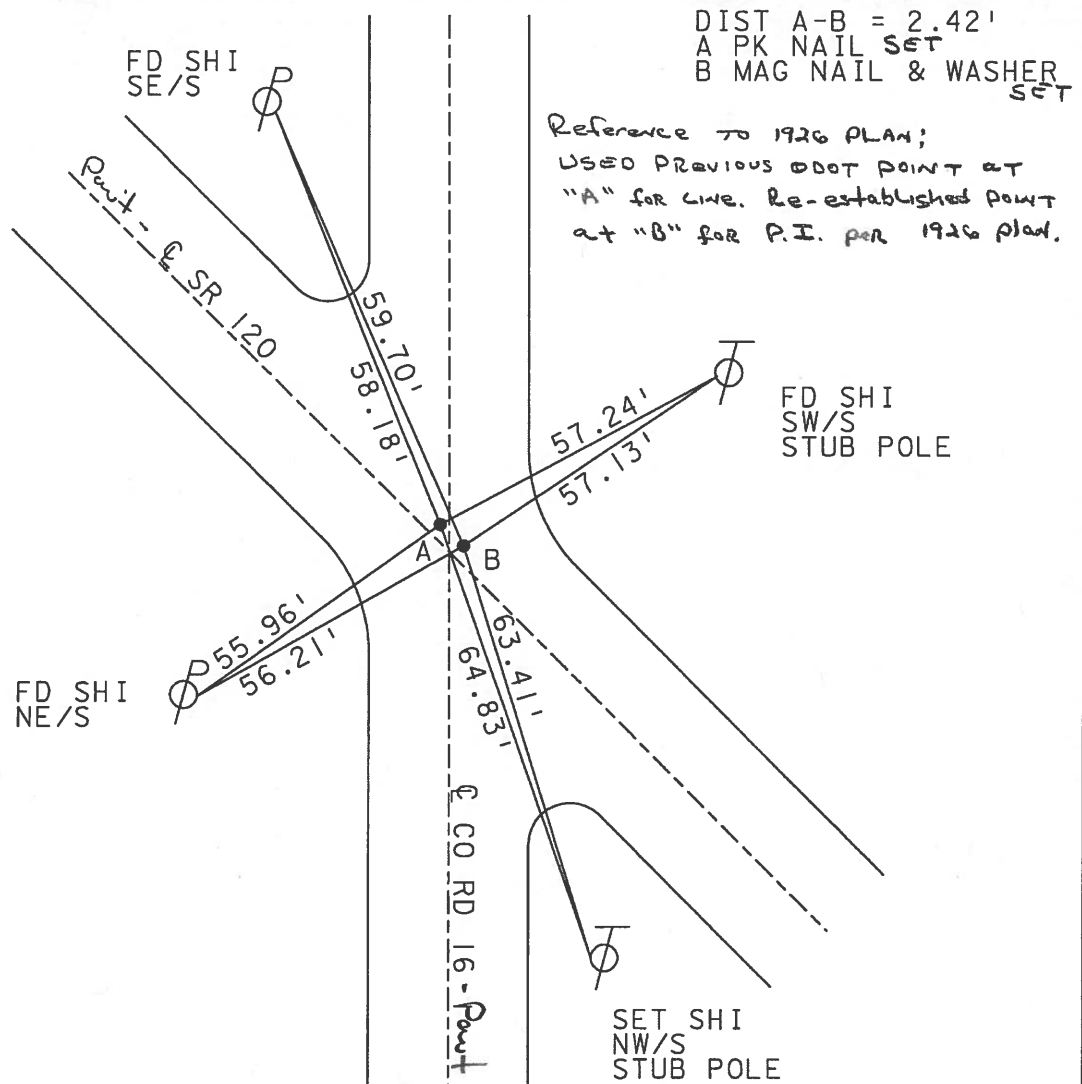 DIST A-B = 2.42'
A PK NAIL SET
B MAG NAIL & WASHER
SET
FD SHI
SE/S
P
Reference TO 1926 PLAN;
USED PREVIOUS ODOT POINT AT
"A" FOR LINE. Re-established POINT
at "B" FOR P.I. per 1926 plan.
Pav't - ℄ SR 120
59.70'
58.18'
T
FD SHI
SW/S
STUB POLE
57.24'
57.13'
A
B
55.96'
56.21'
P
FD SHI
NE/S
63.41'
64.83'
℄ CO RD 16 - Pav't
T
SET SHI
NW/S
STUB POLE